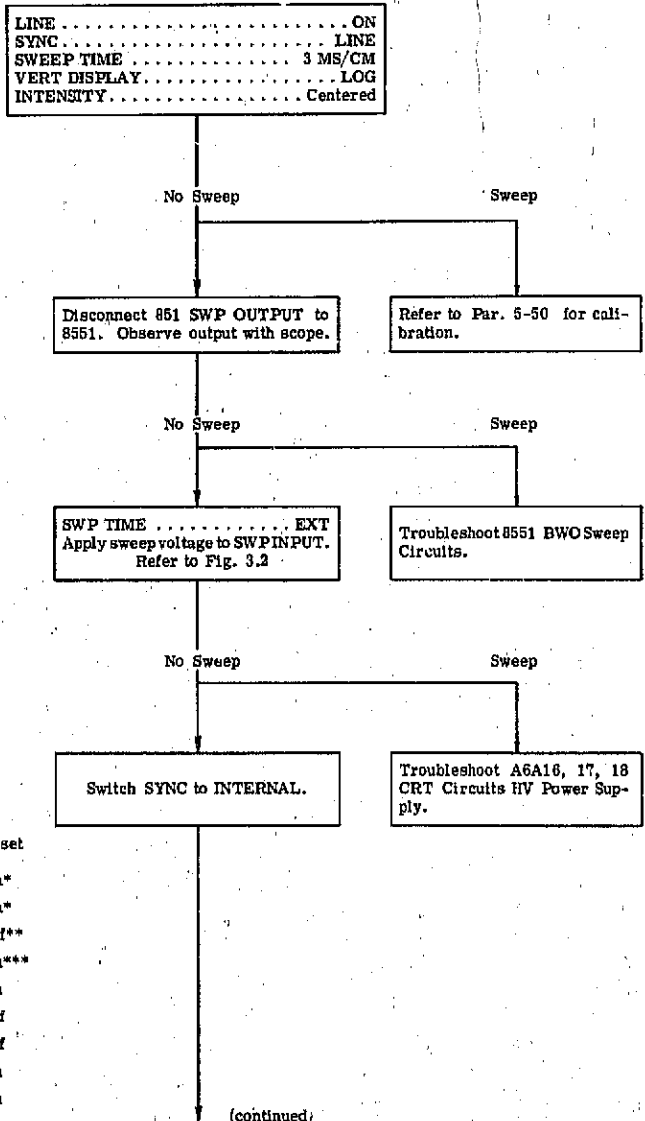 LINE . . . . . . . . . . . . . . . . . . . . . . . . . ON
SYNC . . . . . . . . . . . . . . . . . . . . . . . LINE
SWEEP TIME . . . . . . . . . . . . . . 3 MS/CM
VERT DISPLAY . . . . . . . . . . . . . . . . . LOG
INTENSITY . . . . . . . . . . . . . . . . . Centered
No Sweep
Sweep
Disconnect 851 SWP OUTPUT to
8551. Observe output with scope.
Refer to Par. 5-50 for cali-
bration.
No Sweep
Sweep
SWP TIME . . . . . . . . . . . . EXT
Apply sweep voltage to SWP INPUT.
Refer to Fig. 3.2
Troubleshoot 8551 BWO Sweep
Circuits.
No Sweep
Sweep
Switch SYNC to INTERNAL.
Troubleshoot A6A16, 17, 18
CRT Circuits HV Power Sup-
ply.
set
(continued)